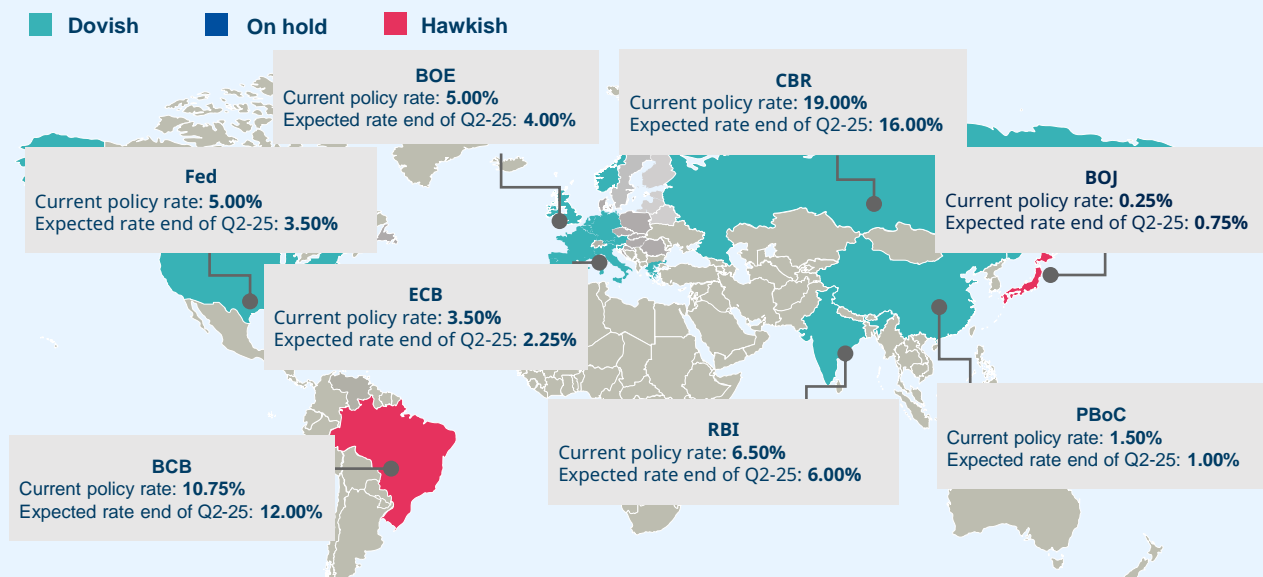 Dovish
On hold
Hawkish
BOE
Current policy rate: 5.00%
Expected rate end of Q2-25: 4.00%
CBR
Current policy rate: 19.00%
Expected rate end of Q2-25: 16.00%
Fed
Current policy rate: 5.00%
Expected rate end of Q2-25: 3.50%
BOJ
Current policy rate: 0.25%
Expected rate end of Q2-25: 0.75%
ECB
Current policy rate: 3.50%
Expected rate end of Q2-25: 2.25%
RBI
Current policy rate: 6.50%
Expected rate end of Q2-25: 6.00%
PBoC
Current policy rate: 1.50%
Expected rate end of Q2-25: 1.00%
BCB
Current policy rate: 10.75%
Expected rate end of Q2-25: 12.00%